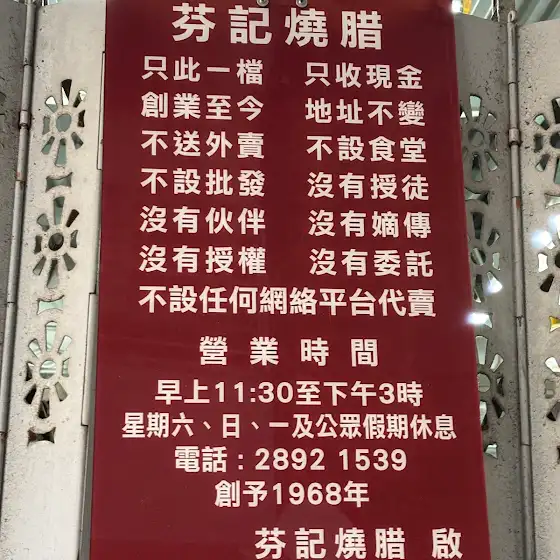 芬記燒腊
只此一檔 只收現金
創業至今 地址不變
不送外賣 不設食堂
不設批發 沒有授徒
沒有伙伴 沒有嫡傳
沒有授權 沒有委託
不設任何網絡平台代賣
營業時間
早上11:30至下午3時
星期六、日、一及公眾假期休息
電話：2892 1539
創予1968年
芬記燒腊 啟